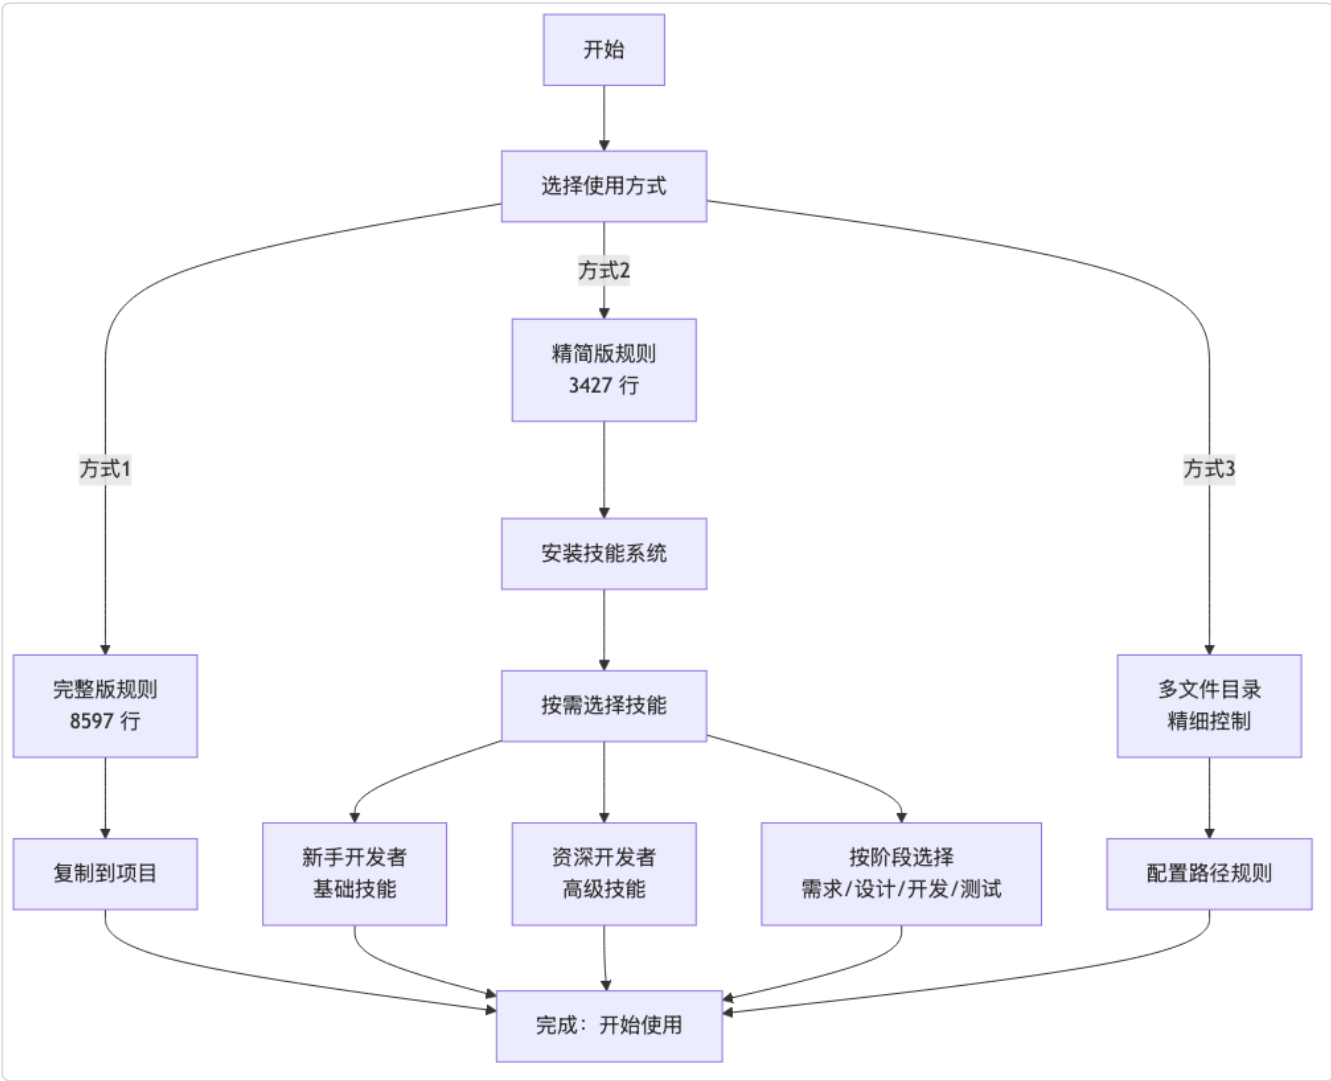 开始
选择使用方式
方式2
精简版规则
3427 行
方式1
方式3
安装技能系统
完整版规则
8597 行
按需选择技能
多文件目录
精细控制
复制到项目
新手开发者
基础技能
资深开发者
高级技能
按阶段选择
需求/设计/开发/测试
配置路径规则
完成：开始使用